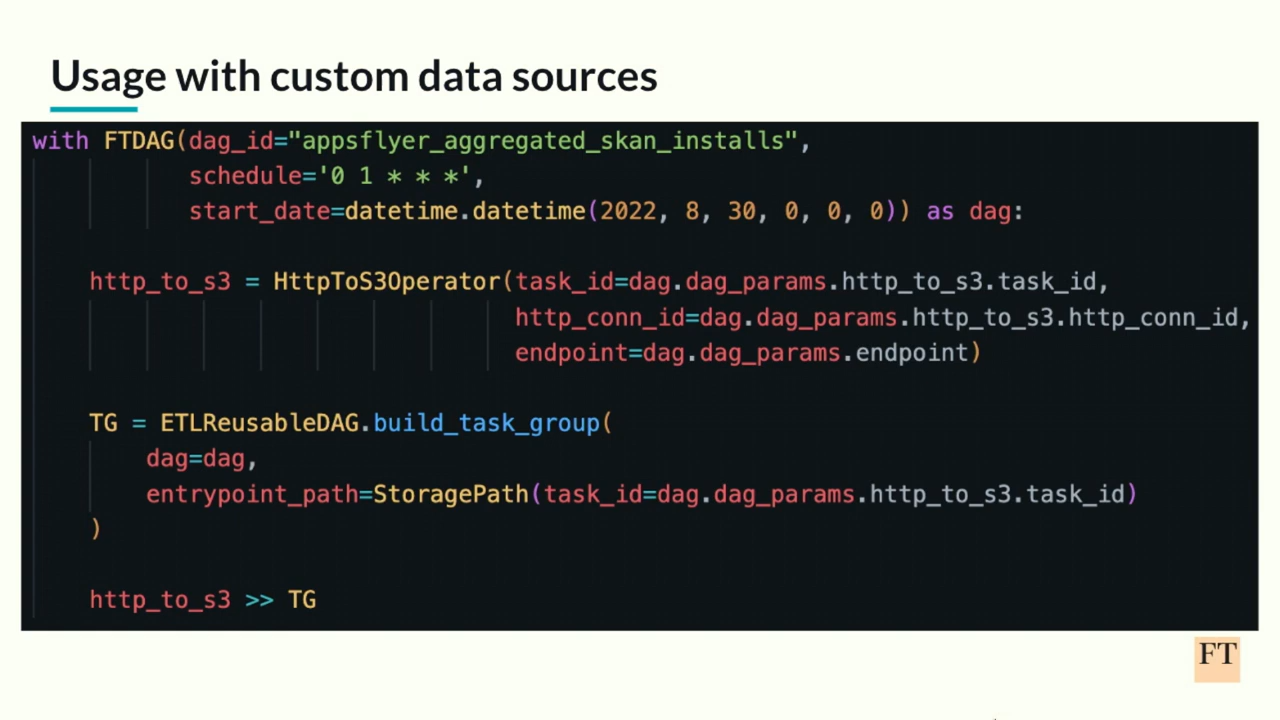 Usage with custom data sources
with FTDAG(dag_id="appsflyer_aggregated_skan_installs",
schedule='0 1 * * *',
start_date=datetime.datetime(2022, 8, 30, 0, 0, 0)) as dag:
http_to_s3 = HttpToS3Operator(task_id=dag.dag_params.http_to_s3.task_id,
http_conn_id=dag.dag_params.http_to_s3.http_conn_id,
endpoint=dag.dag_params.endpoint)
TG = ETLReusableDAG.build_task_group(
dag=dag,
entrypoint_path=StoragePath(task_id=dag.dag_params.http_to_s3.task_id)
)
http_to_s3 >> TG
FT